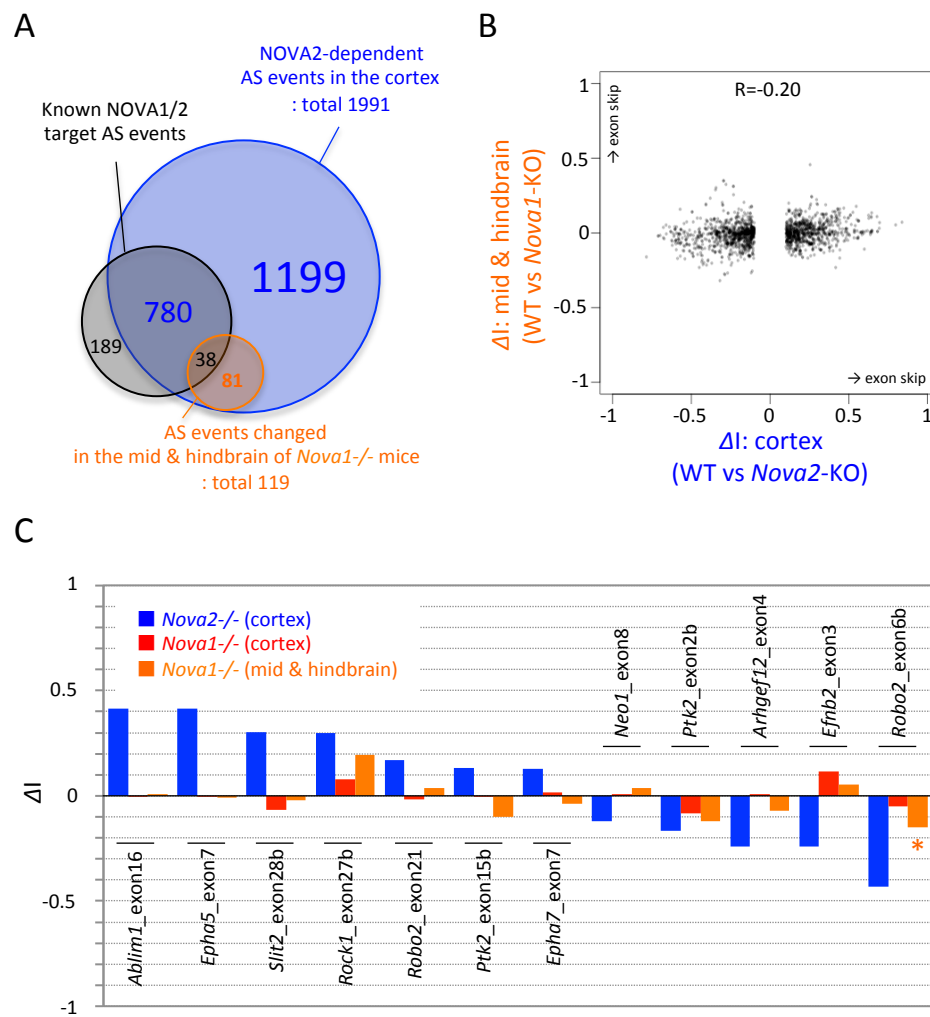 A
NOVA2-dependent
AS events in the cortex
: total 1991
Known NOVA1/2
target AS events
1199
780
189
38
81
AS events changed
in the mid & hindbrain of Nova1-/- mice
: total 119
B
R=-0.20
→ exon skip
1
0.5
0
-0.5
-1
→ exon skip
-1
-0.5
0
0.5
1
ΔI: mid & hindbrain
(WT vs Nova1-KO)
ΔI: cortex
(WT vs Nova2-KO)
C
1
0.5
0
-0.5
-1
ΔI
Nova2-/- (cortex)
Nova1-/- (cortex)
Nova1-/- (mid & hindbrain)
Ablim1_exon16
Epha5_exon7
Slit2_exon28b
Rock1_exon27b
Robo2_exon21
Ptk2_exon15b
Epha7_exon7
Neo1_exon8
Ptk2_exon2b
Arhgef12_exon4
Efnb2_exon3
Robo2_exon6b
*